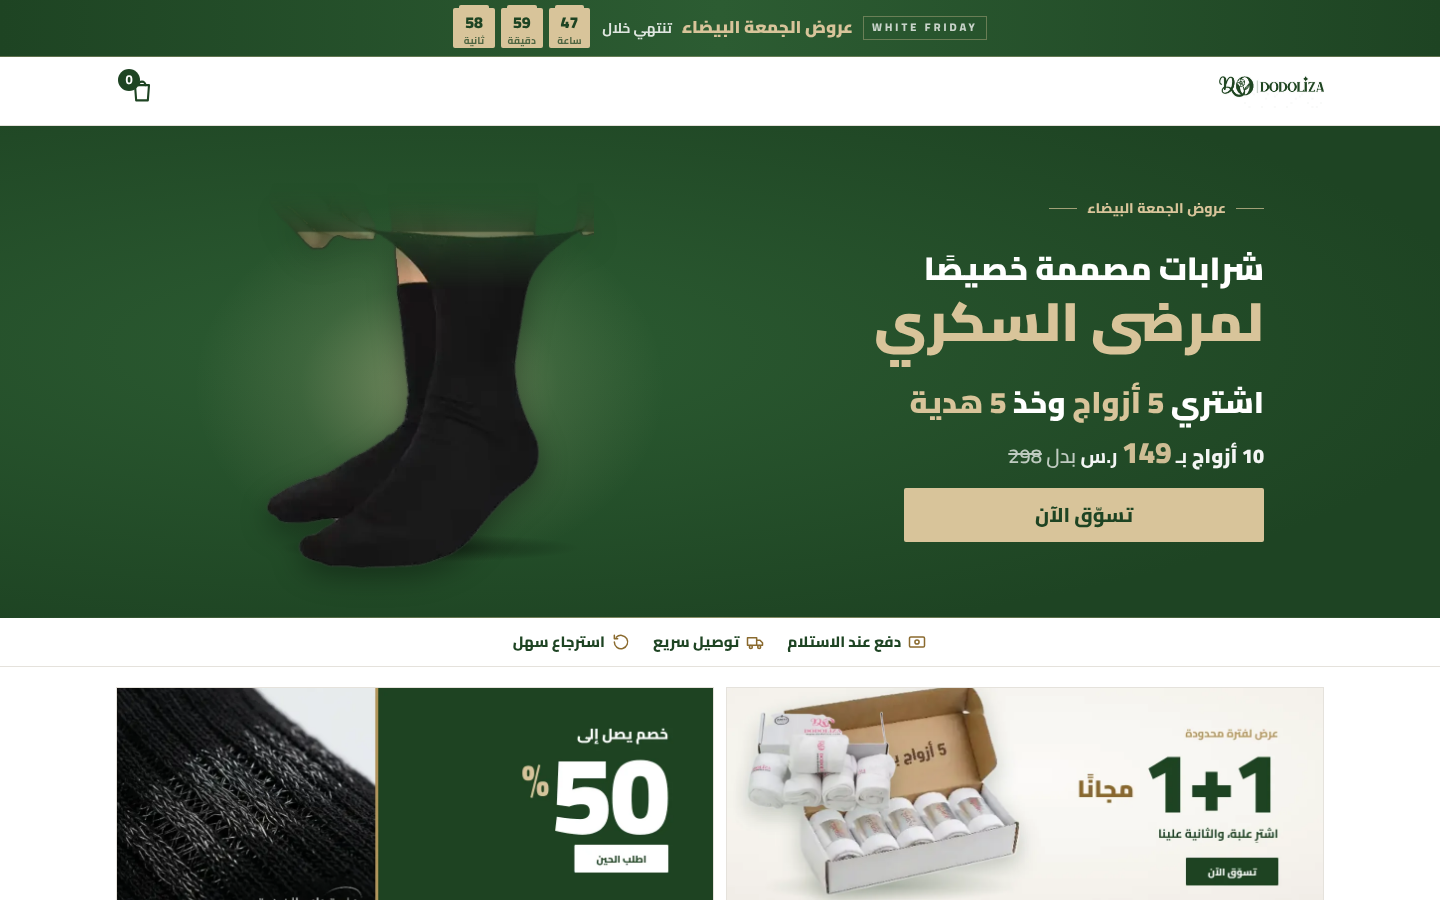 WHITE FRIDAY
عروض الجمعة البيضاء
تنتهي خلال
47 ساعة
59 دقيقة
58 ثانية
DODOLIZA
0
عروض الجمعة البيضاء
شرابات مصممة خصيصًا
لمرضى السكري
اشتري 5 أزواج وخذ 5 هدية
10 أزواج بـ 149 ر.س بدل 298
تسوّق الآن
دفع عند الاستلام
توصيل سريع
استرجاع سهل
عرض لفترة محدودة
1+1 مجانًا
اشترِ علبة، والثانية علينا
تسوّق الآن
5 أزواج
خصم يصل إلى
50%
اطلب الحين